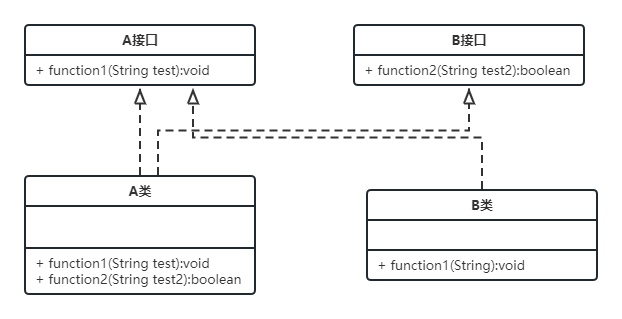 A接口
+ function1(String test):void
B接口
+ function2(String test2):boolean
A类
+ function1(String test):void
+ function2(String test2):boolean
B类
+ function1(String):void